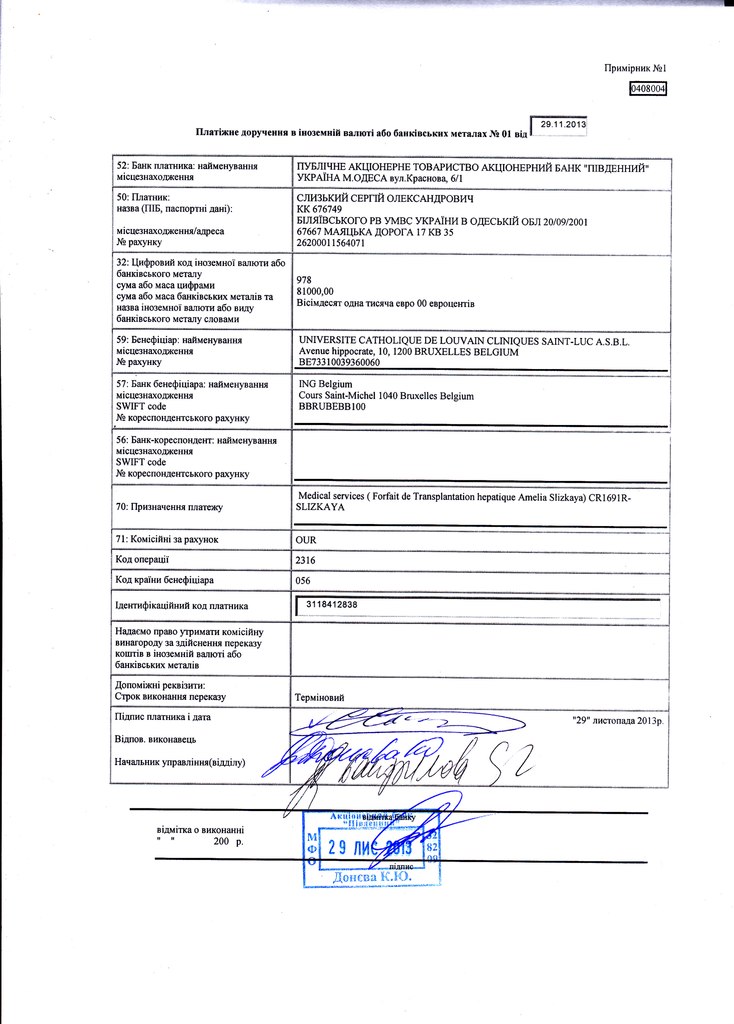 Примірник №1
0408004
Платіжне доручення в іноземній валюті або банківських металах № 01 від 29.11.2013
52: Банк платника: найменування
місцезнаходження
ПУБЛІЧНЕ АКЦІОНЕРНЕ ТОВАРИСТВО АКЦІОНЕРНИЙ БАНК "ПІВДЕННИЙ"
УКРАЇНА М.ОДЕСА вул.Краснова, 6/1
50: Платник:
назва (ПІБ, паспортні дані):
місцезнаходження/адреса
№ рахунку
СЛИЗЬКИЙ СЕРГІЙ ОЛЕКСАНДРОВИЧ
КК 676749
БІЛЯЇВСЬКОГО РВ УМВС УКРАЇНИ В ОДЕСЬКІЙ ОБЛ 20/09/2001
67667 МАЯЦЬКА ДОРОГА 17 КВ 35
26200011564071
32: Цифровий код іноземної валюти або
банківського металу
сума або маса цифрами
сума або маса банківських металів та
назва іноземної валюти або виду
банківського металу словами
978
81000,00
Вісімдесят одна тисяча евро 00 евроцентів
59: Бенефіціар: найменування
місцезнаходження
№ рахунку
UNIVERSITE CATHOLIQUE DE LOUVAIN CLINIQUES SAINT-LUC A.S.B.L.
Avenue hippocrate, 10, 1200 BRUXELLES BELGIUM
BE73310039360060
57: Банк бенефіціара: найменування
місцезнаходження
SWIFT code
№ кореспондентського рахунку
ING Belgium
Cours Saint-Michel 1040 Bruxelles Belgium
BBRUBEBB100
56: Банк-кореспондент: найменування
місцезнаходження
SWIFT code
№ кореспондентського рахунку
70: Призначення платежу
Medical services ( Forfait de Transplantation hepatique Amelia Slizkaya) CR1691R-
SLIZKAYA
71: Комісійні за рахунок
OUR
Код операції
2316
Код країни бенефіціара
056
Ідентифікаційний код платника
3118412838
Надаємо право утримати комісійну
винагороду за здійснення переказу
коштів в іноземній валюті або
банківських металів
Допоміжні реквізити:
Строк виконання переказу
Терміновий
Підпис платника і дата
"29" листопада 2013р.
Відпов. виконавець
Начальник управління(відділу)
відмітка банку
"Південний"
МФО
29 ЛИС 2013
підпис
Донєва К.Ю.
відмітка о виконанні
" " 200 р.